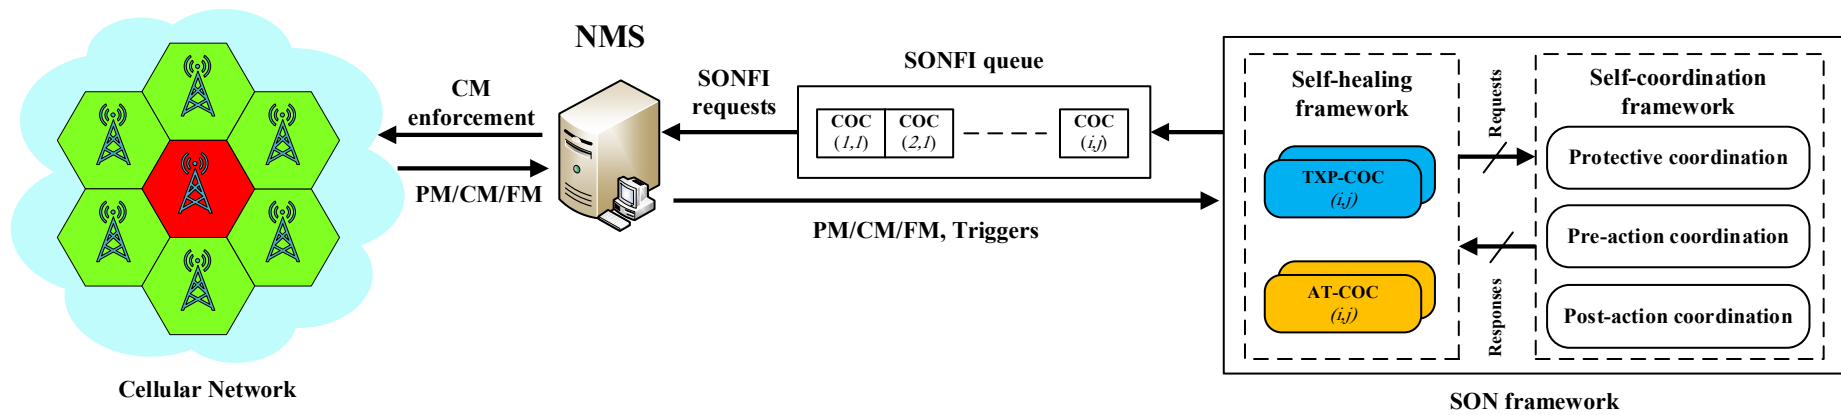 NMS
CM
enforcement
PM/CM/FM
Cellular Network
SONFI
requests
SONFI queue
COC
(1,1)
COC
(2,1)
COC
(i,j)
PM/CM/FM, Triggers
Self-healing
framework
TXP-COC
(i,j)
AT-COC
(i,j)
Requests
Responses
Self-coordination
framework
Protective coordination
Pre-action coordination
Post-action coordination
SON framework